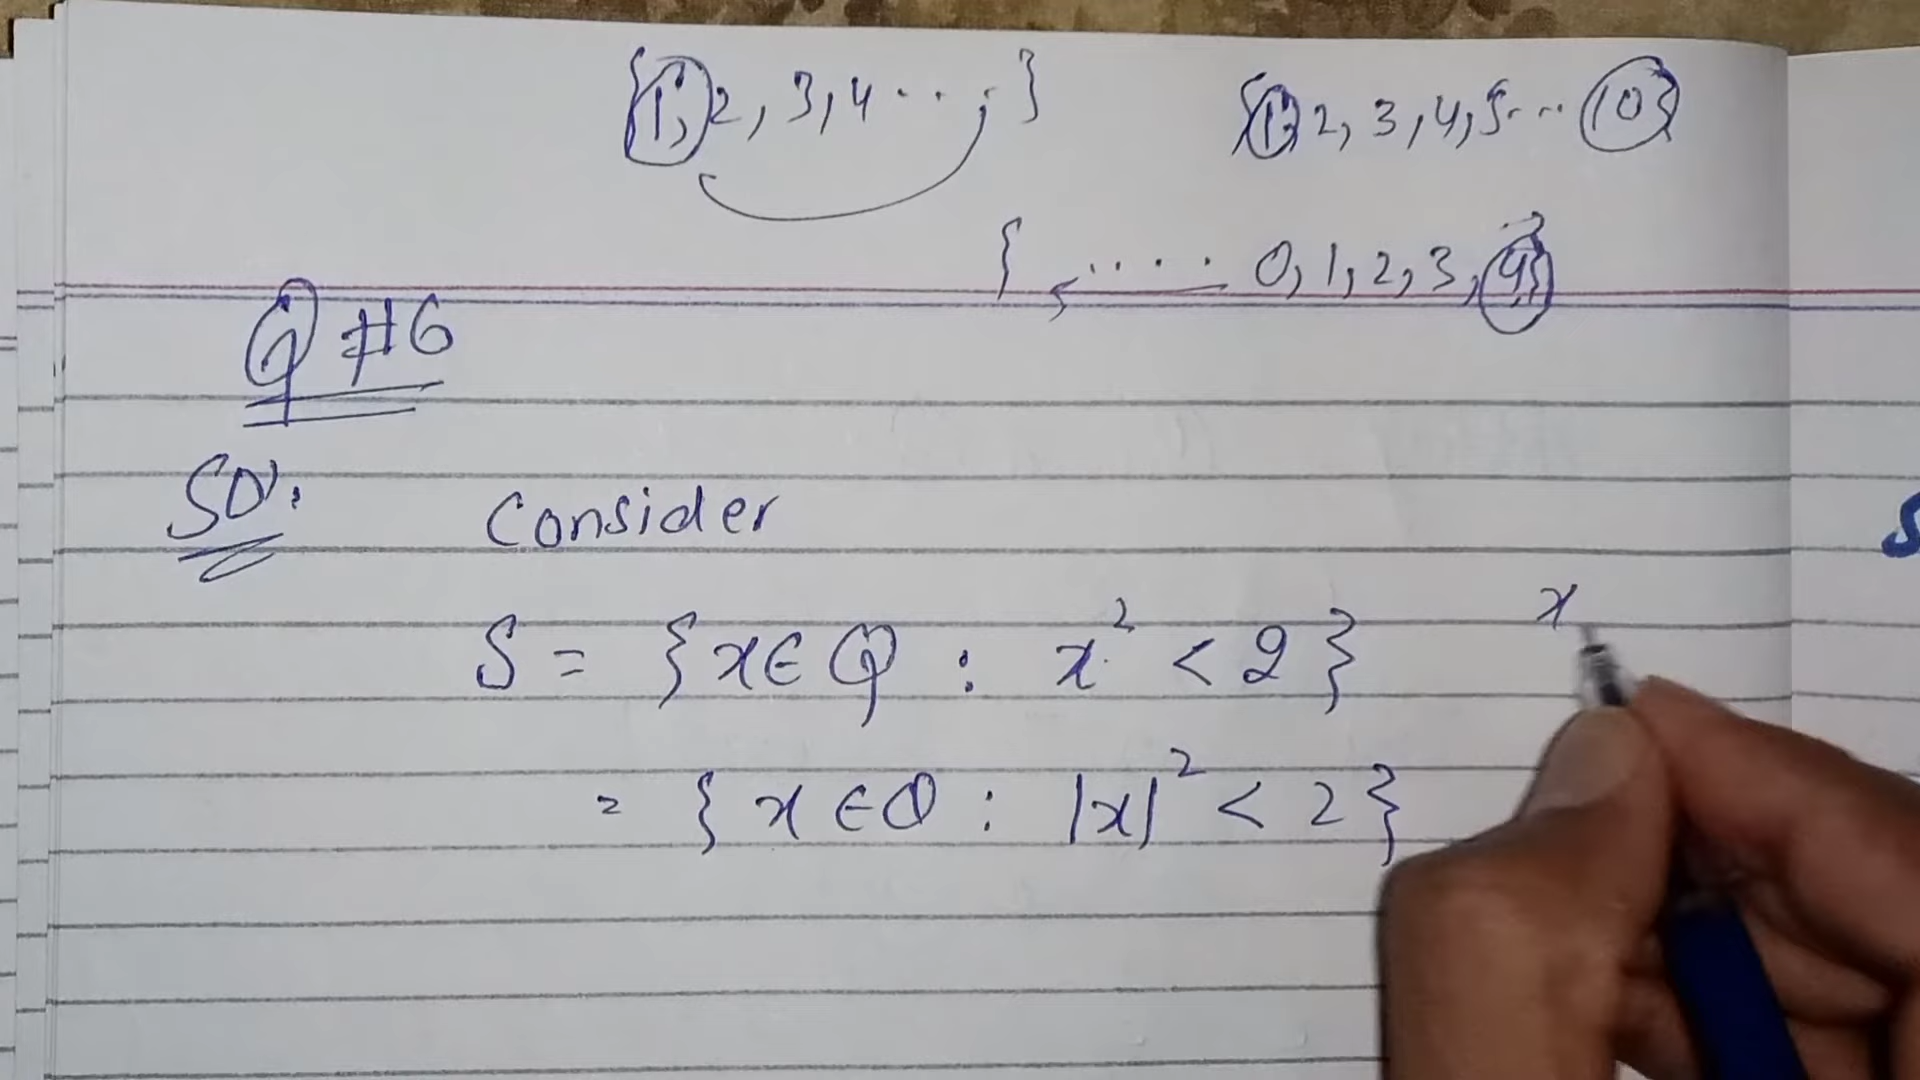 {1, 2, 3, 4 . . . , }
{1, 2, 3, 4, 5 . . . 10}
{ . . . . . 0, 1, 2, 3, 4}
Q #6
Sol:
Consider
S = {x ∈ Q : x² < 2}
x
= {x ∈ Q : |x|² < 2}